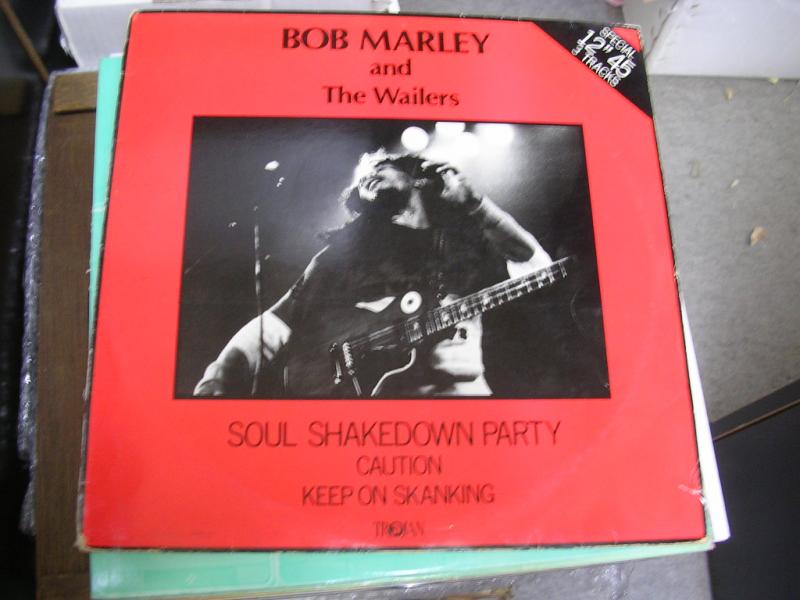 BOB MARLEY
and
The Wailers
SPECIAL
12" 45
3 TRACKS
SOUL SHAKEDOWN PARTY
CAUTION
KEEP ON SKANKING
TROJAN